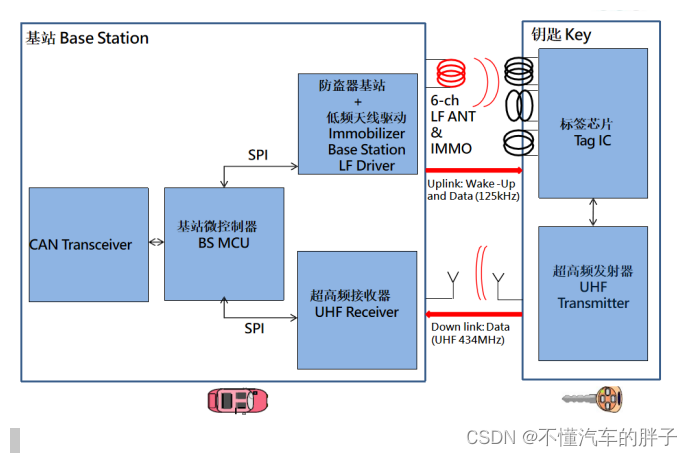 基站 Base Station
钥匙 Key
防盗器基站
+
低频天线驱动
Immobilizer
Base Station
LF Driver
6-ch
LF ANT
&
IMMO
标签芯片
Tag IC
SPI
Uplink: Wake-Up
and Data (125kHz)
CAN Transceiver
基站微控制器
BS MCU
超高频接收器
UHF Receiver
超高频发射器
UHF
Transmitter
SPI
Down link: Data
(UHF 434MHz)
CSDN @不懂汽车的胖子